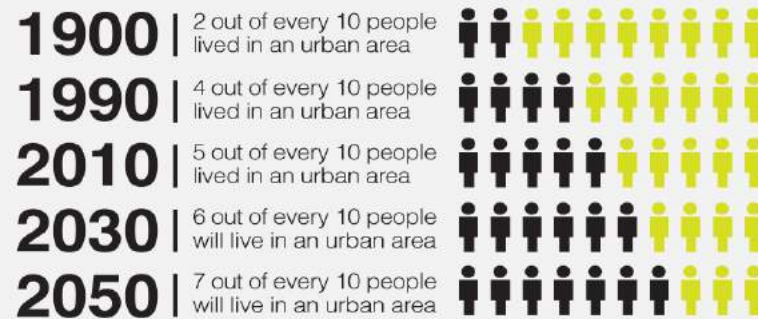 1900 | 2 out of every 10 people
lived in an urban area
1990 | 4 out of every 10 people
lived in an urban area
2010 | 5 out of every 10 people
lived in an urban area
2030 | 6 out of every 10 people
will live in an urban area
2050 | 7 out of every 10 people
will live in an urban area